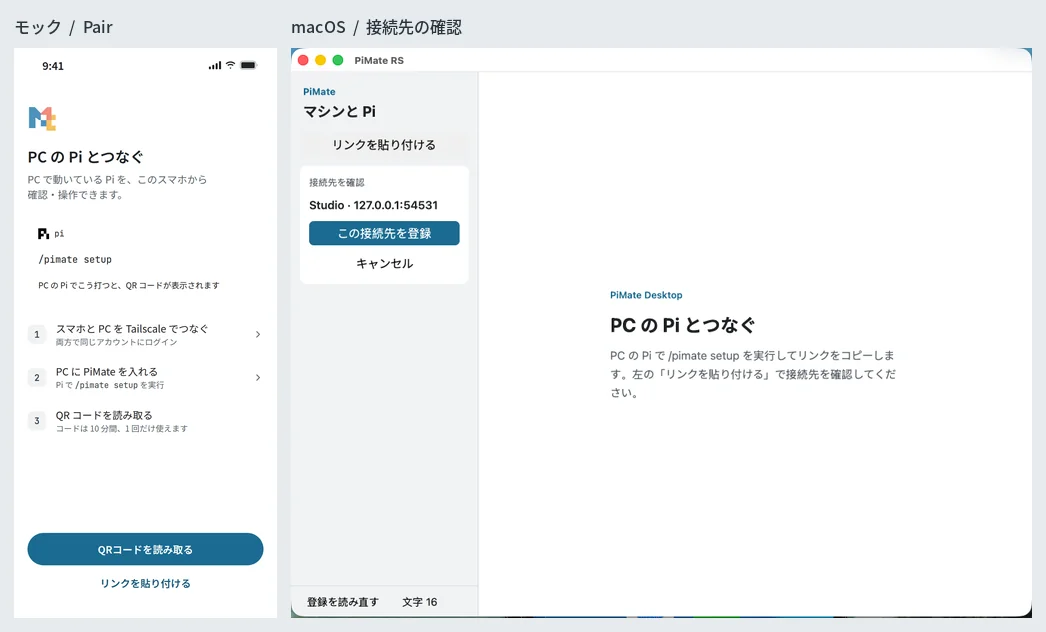 モック / Pair
9:41
PC の Pi とつなぐ
PC で動いている Pi を、このスマホから
確認・操作できます。
pi
/pimate setup
PC の Pi でこう打つと、QR コードが表示されます
1
スマホと PC を Tailscale でつなぐ
両方で同じアカウントにログイン
2
PC に PiMate を入れる
Pi で /pimate setup を実行
3
QR コードを読み取る
コードは 10 分間、1 回だけ使えます
QRコードを読み取る
リンクを貼り付ける
macOS / 接続先の確認
PiMate RS
PiMate
マシンと Pi
リンクを貼り付ける
接続先を確認
Studio · 127.0.0.1:54531
この接続先を登録
キャンセル
登録を読み直す
文字 16
PiMate Desktop
PC の Pi とつなぐ
PC の Pi で /pimate setup を実行してリンクをコピーしま
す。左の「リンクを貼り付ける」で接続先を確認してくだ
さい。